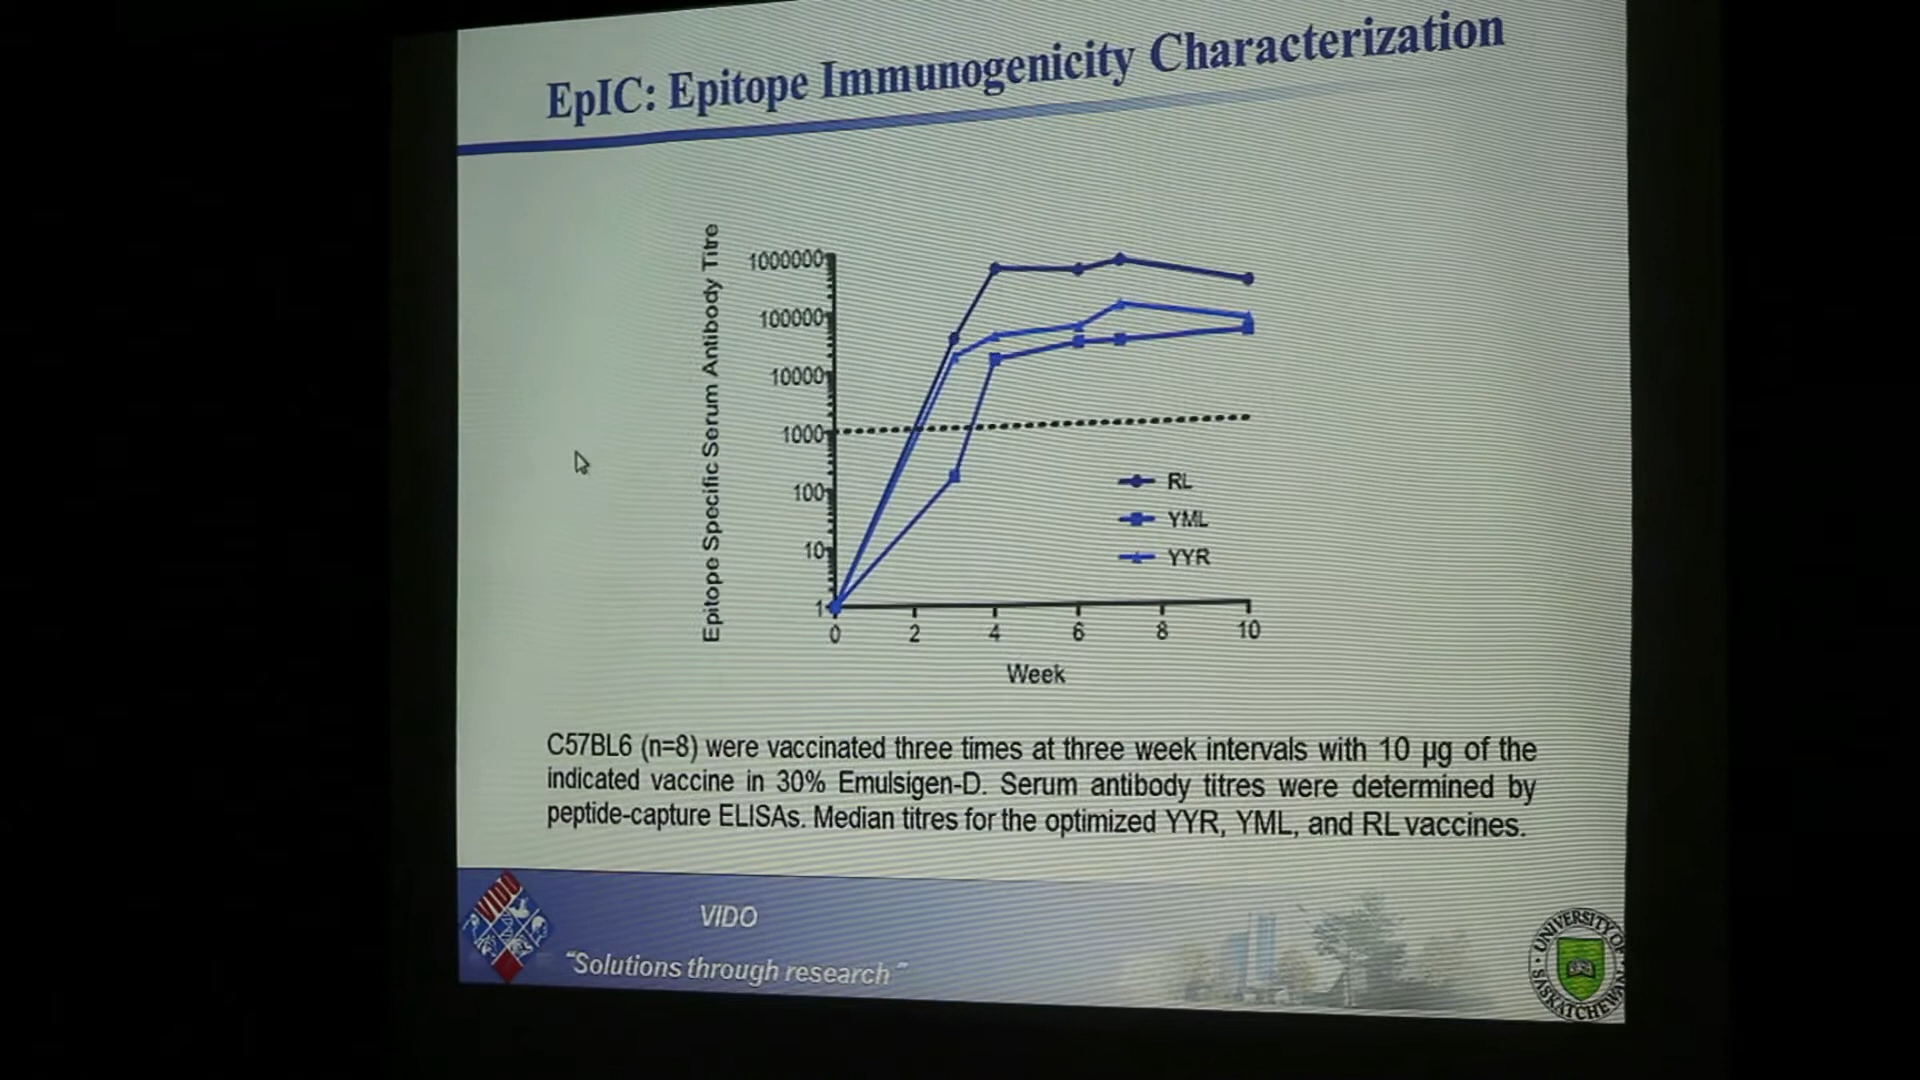 EpIC: Epitope Immunogenicity Characterization
Epitope Specific Serum Antibody Titre
1000000
100000
10000
1000
100
10
1
0 2 4 6 8 10
Week
RL
YML
YYR
C57BL6 (n=8) were vaccinated three times at three week intervals with 10 µg of the
indicated vaccine in 30% Emulsigen-D. Serum antibody titres were determined by
peptide-capture ELISAs. Median titres for the optimized YYR, YML, and RL vaccines.
VIDO
VIDO
“Solutions through research”
UNIVERSITY OF
SASKATCHEWAN